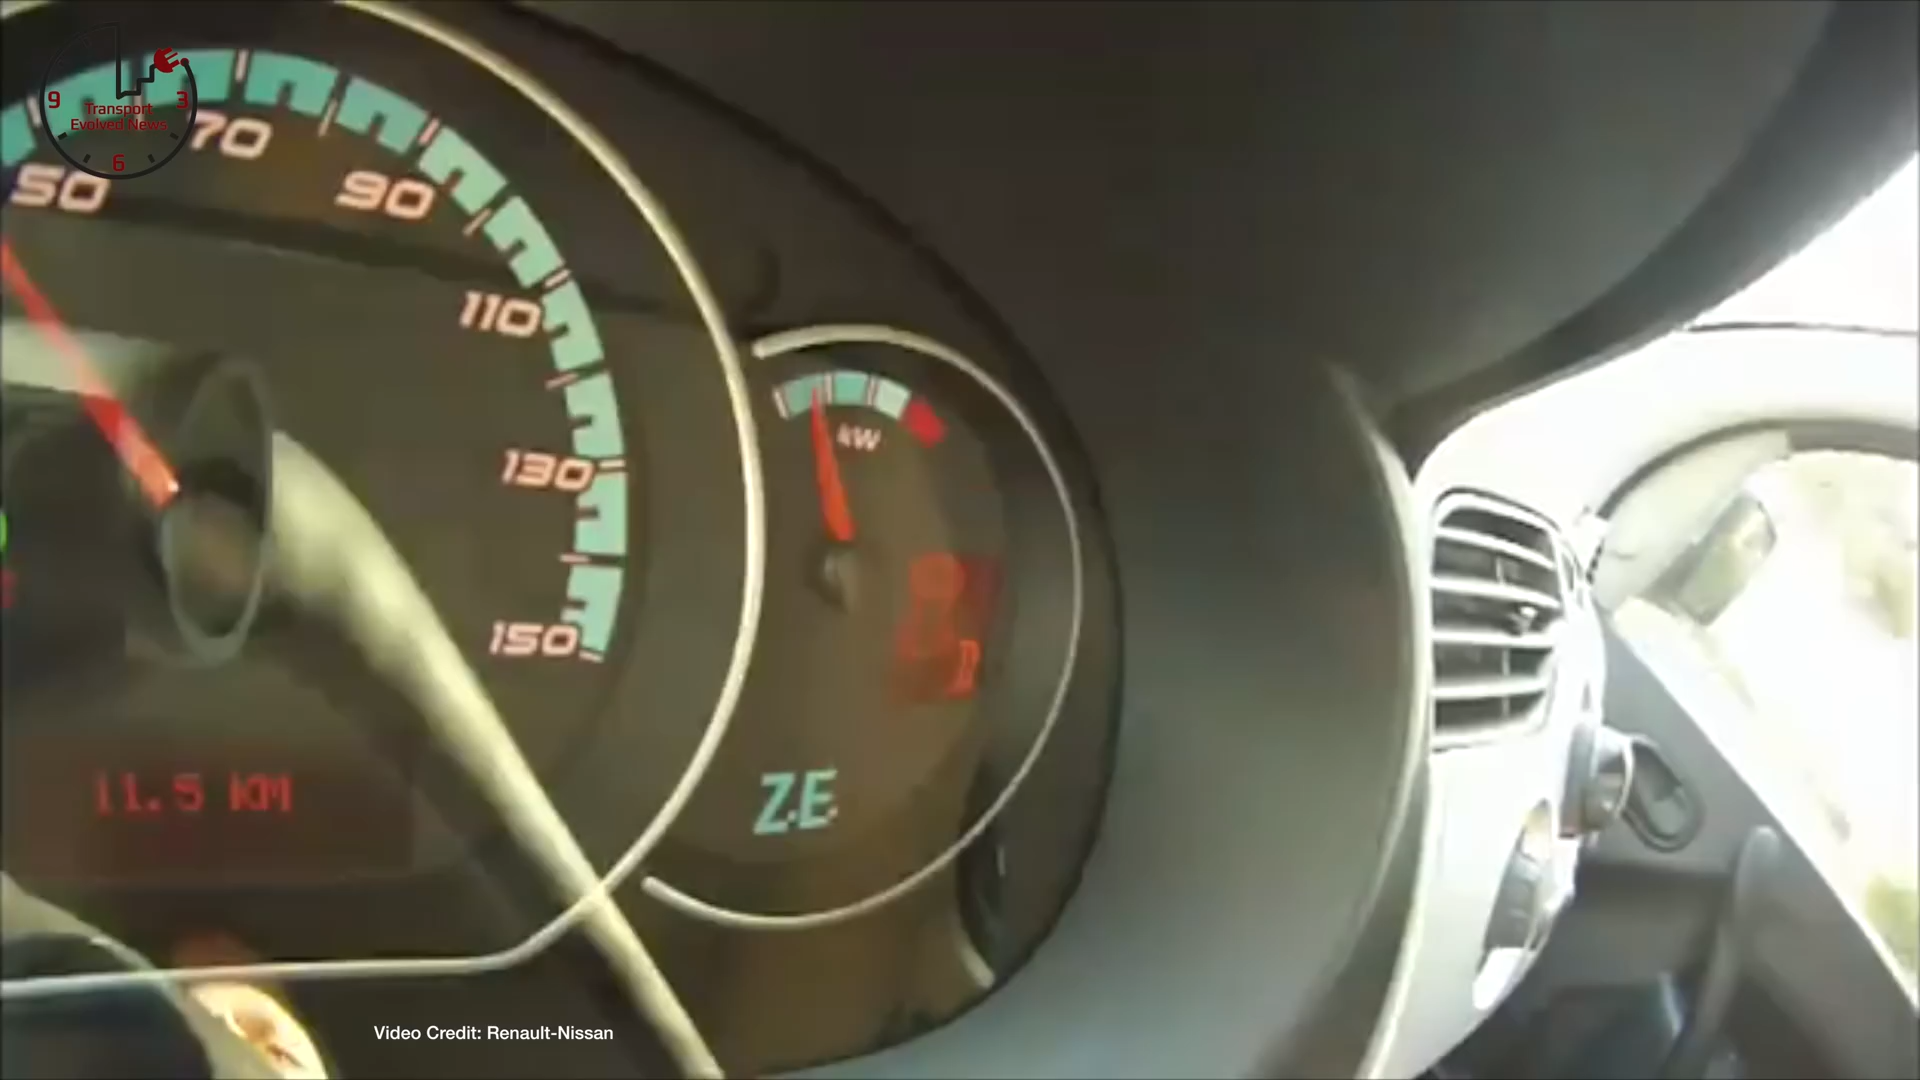 9
3
Transport
Evolved News
6
50
70
90
110
130
150
kW
Z.E.
11.5 KM
Video Credit: Renault-Nissan